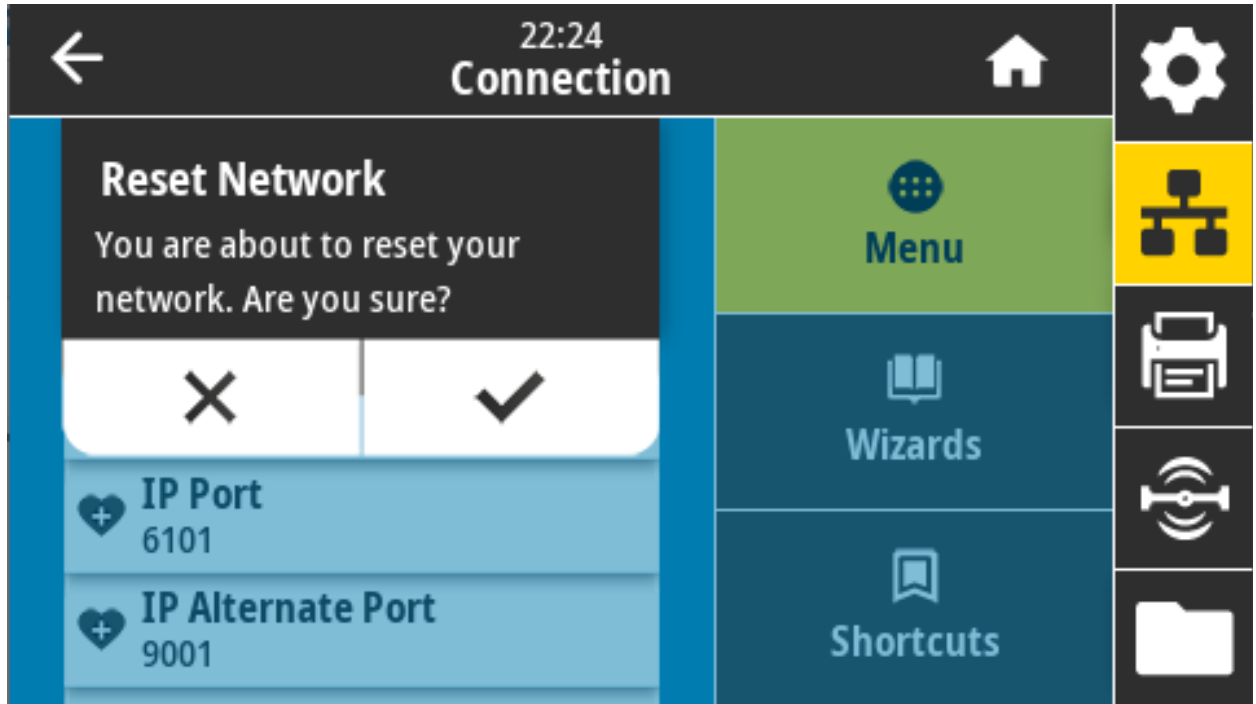 22:24
Connection
Reset Network
You are about to reset your
network. Are you sure?
IP Port
6101
IP Alternate Port
9001
Menu
Wizards
Shortcuts